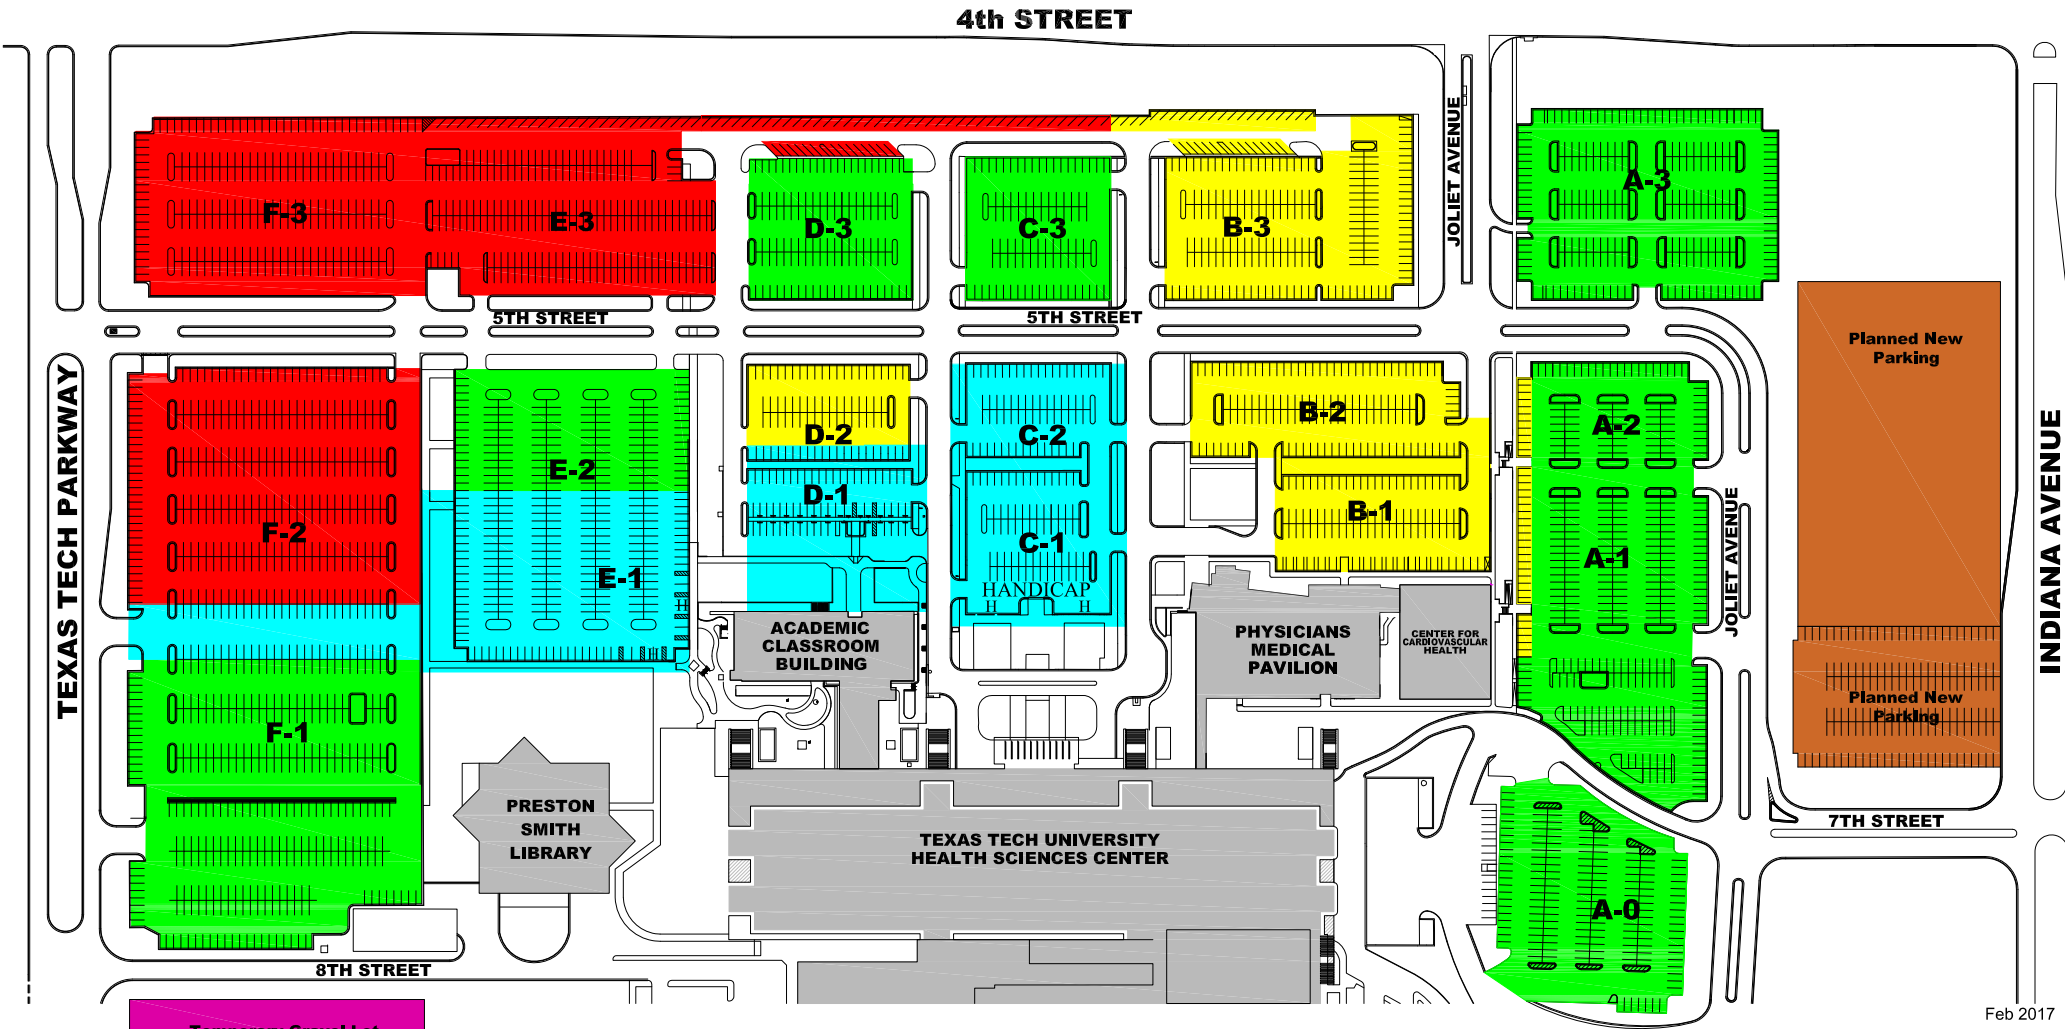 4th STREET
JOLIET AVENUE
A-3
F-3
E-3
D-3
C-3
B-3
5TH STREET
5TH STREET
Planned New
Parking
TEXAS TECH PARKWAY
INDIANA AVENUE
B-2
A-2
D-2
C-2
E-2
D-1
B-1
F-2
C-1
A-1
E-1
JOLIET AVENUE
HANDICAP
H
H
H
ACADEMIC
CLASSROOM
BUILDING
PHYSICIANS
MEDICAL
PAVILION
CENTER FOR
CARDIOVASCULAR
HEALTH
Planned New
Parking
F-1
PRESTON
SMITH
LIBRARY
TEXAS TECH UNIVERSITY
HEALTH SCIENCES CENTER
7TH STREET
A-0
8TH STREET
Feb 2017
Temporary Gravel Lot